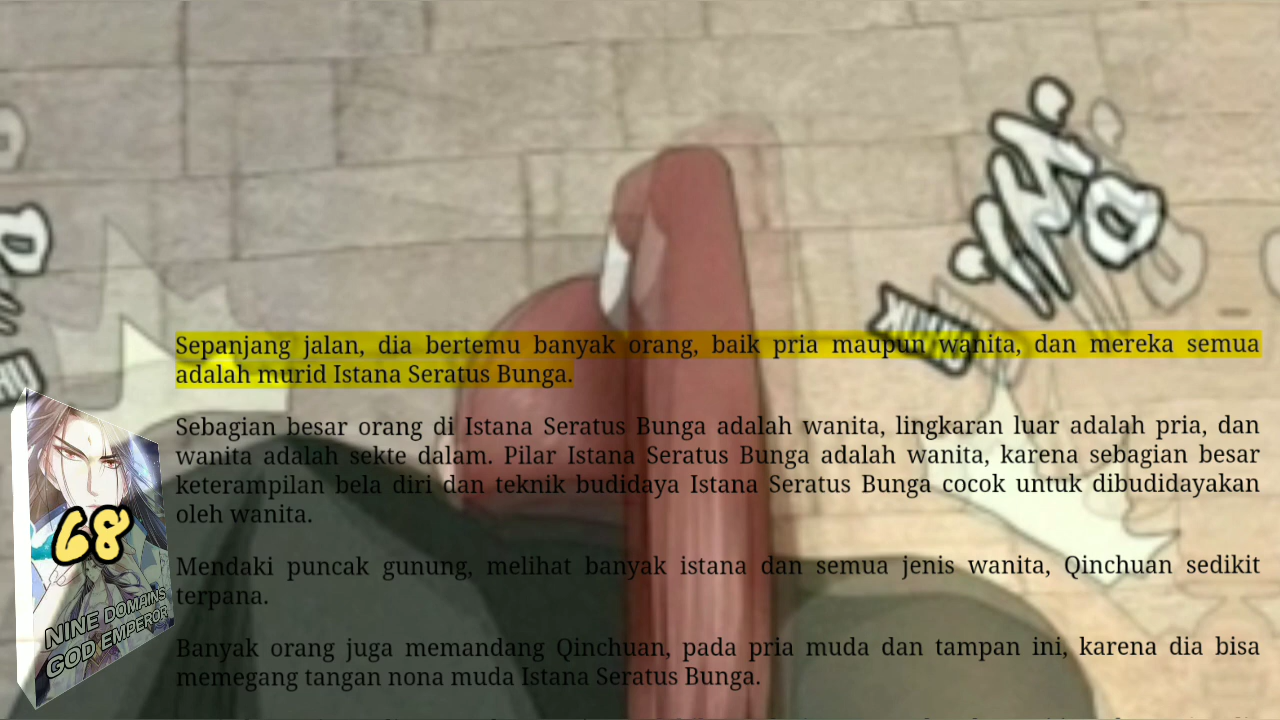 Sepanjang jalan, dia bertemu banyak orang, baik pria maupun wanita, dan mereka semua
adalah murid Istana Seratus Bunga.
Sebagian besar orang di Istana Seratus Bunga adalah wanita, lingkaran luar adalah pria, dan
wanita adalah sekte dalam. Pilar Istana Seratus Bunga adalah wanita, karena sebagian besar
keterampilan bela diri dan teknik budidaya Istana Seratus Bunga cocok untuk dibudidayakan
oleh wanita.
Mendaki puncak gunung, melihat banyak istana dan semua jenis wanita, Qinchuan sedikit
terpana.
Banyak orang juga memandang Qinchuan, pada pria muda dan tampan ini, karena dia bisa
memegang tangan nona muda Istana Seratus Bunga.
68
NINE DOMAINS
GOD EMPEROR